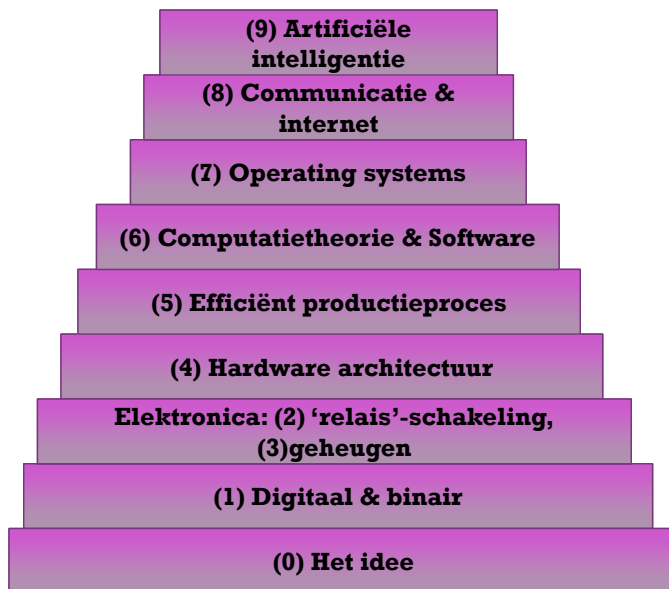 (9) Artificiële
intelligentie
(8) Communicatie &
internet
(7) Operating systems
(6) Computatietheorie & Software
(5) Efficiënt productieproces
(4) Hardware architectuur
Elektronica: (2) ‘relais’-schakeling,
(3)geheugen
(1) Digitaal & binair
(0) Het idee